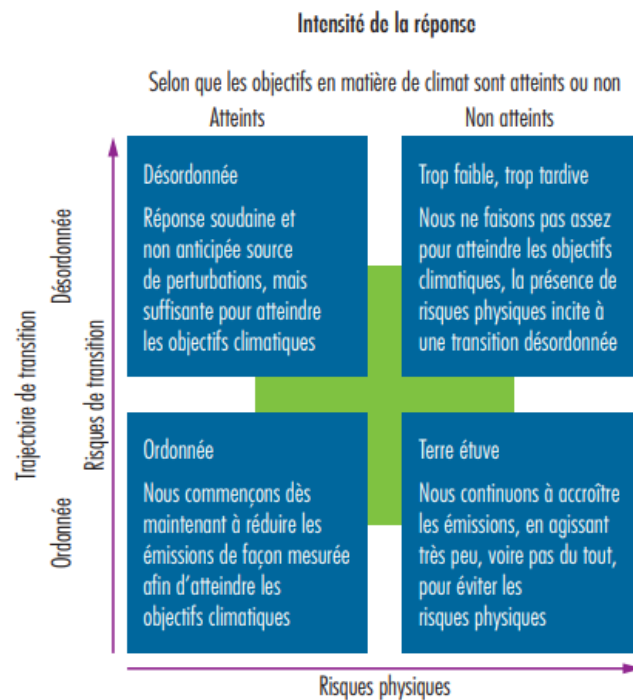 Intensité de la réponse
Selon que les objectifs en matière de climat sont atteints ou non
Atteints
Non atteints
Trajectoire de transition
Désordonnée
Ordonnée
Risques de transition
Désordonnée
Réponse soudaine et
non anticipée source
de perturbations, mais
suffisante pour atteindre
les objectifs climatiques
Trop faible, trop tardive
Nous ne faisons pas assez
pour atteindre les objectifs
climatiques, la présence de
risques physiques incite à
une transition désordonnée
Ordonnée
Nous commençons dès
maintenant à réduire les
émissions de façon mesurée
afin d’atteindre les
objectifs climatiques
Terre étuve
Nous continuons à accroître
les émissions, en agissant
très peu, voire pas du tout,
pour éviter les
risques physiques
Risques physiques